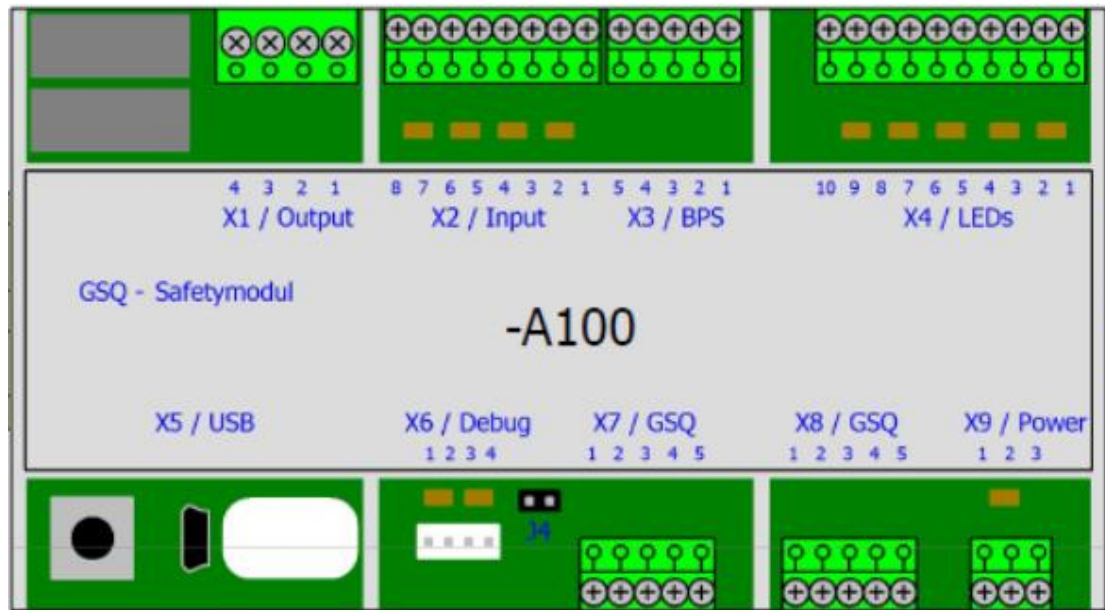 4 3 2 1 8 7 6 5 4 3 2 1 5 4 3 2 1 10 9 8 7 6 5 4 3 2 1
X1 / Output X2 / Input X3 / BPS X4 / LEDs
GSQ - Safetymodul
-A100
X5 / USB X6 / Debug X7 / GSQ X8 / GSQ X9 / Power
1 2 3 4 1 2 3 4 5 1 2 3 4 5 1 2 3
J4